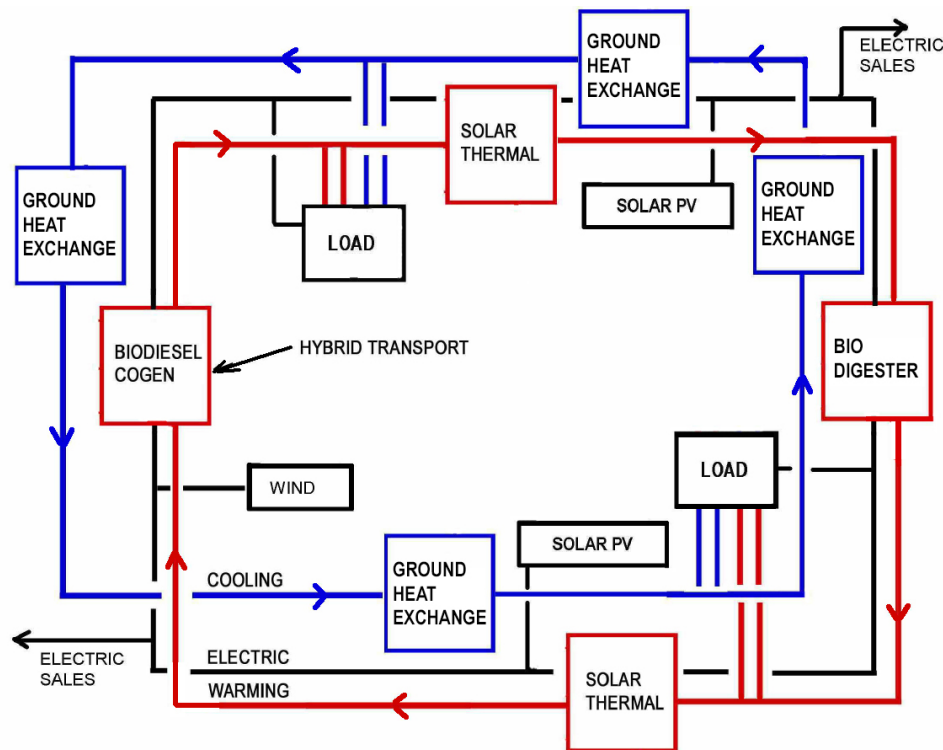 GROUND
HEAT
EXCHANGE
ELECTRIC
SALES
SOLAR
THERMAL
GROUND
HEAT
EXCHANGE
SOLAR PV
GROUND
HEAT
EXCHANGE
LOAD
BIODIESEL
COGEN
HYBRID TRANSPORT
BIO
DIGESTER
LOAD
WIND
SOLAR PV
COOLING
GROUND
HEAT
EXCHANGE
ELECTRIC
SALES
ELECTRIC
WARMING
SOLAR
THERMAL